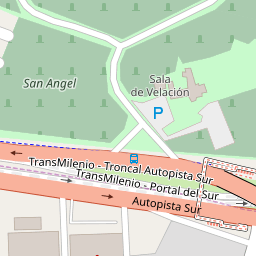 San Angel
Sala
de Velación
P
TransMilenio - Troncal Autopista Sur
TransMilenio - Portal del Sur
Autopista Sur